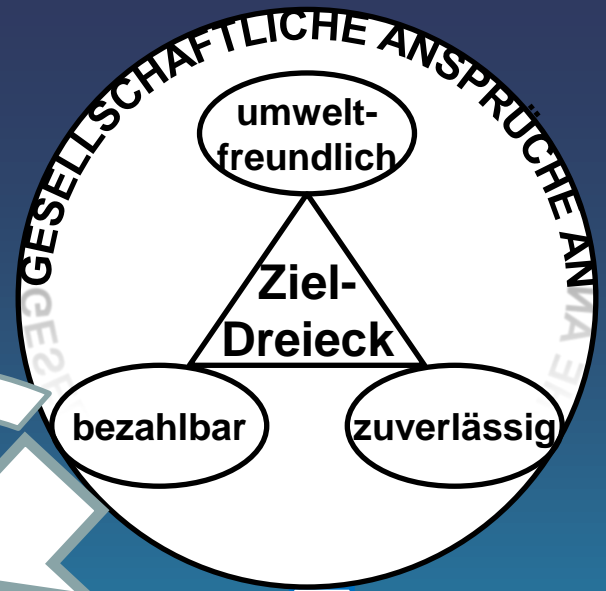 GESELLSCHAFTLICHE ANSPRÜCHE AN
umwelt-
freundlich
Ziel-
Dreieck
bezahlbar
zuverlässig